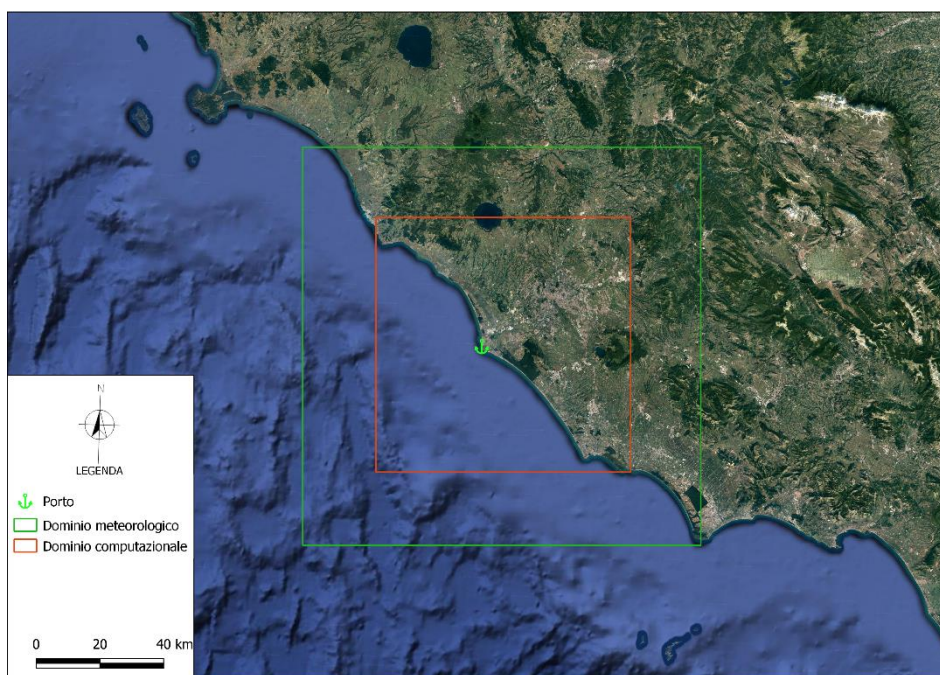 N
LEGENDA
Porto
Dominio meteorologico
Dominio computazionale
0 20 40 km